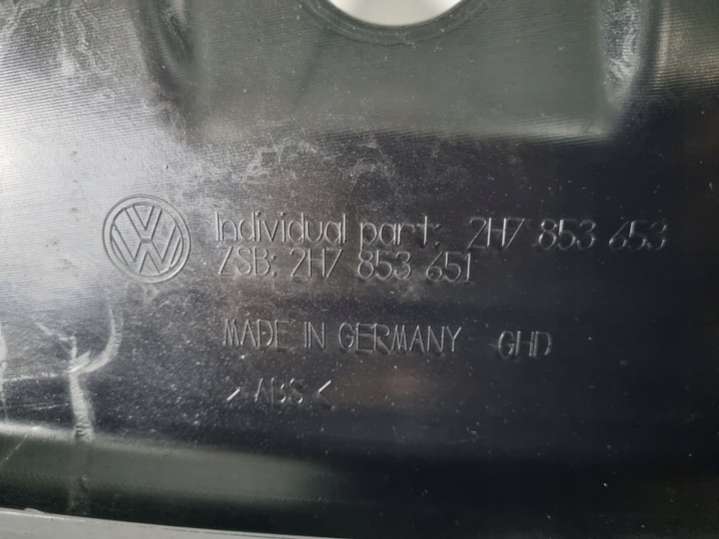 Individual part: 2H7 853 653
ZSB: 2H7 853 651
MADE IN GERMANY GHD
> ABS <